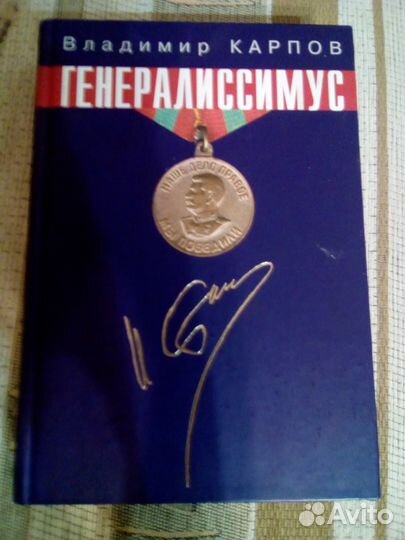 Владимир КАРПОВ
ГЕНЕРАЛИССИМУС
НАШЕ ДЕЛО ПРАВОЕ
МЫ ПОБЕДИЛИ
Avito